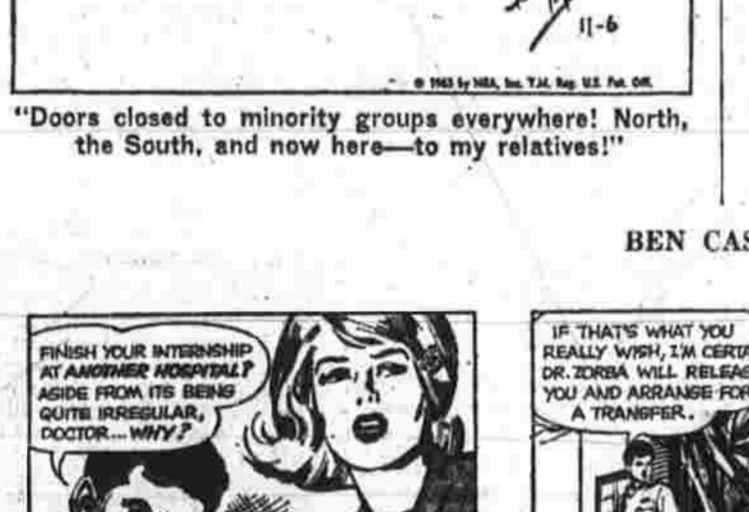 11-6
© 1963 by NEA, Inc. T.M. Reg. U.S. Pat. Off.
"Doors closed to minority groups everywhere! North,
the South, and now here—to my relatives!"
BEN CAS
FINISH YOUR INTERNSHIP
AT ANOTHER HOSPITAL?
ASIDE FROM ITS BEING
QUITE IRREGULAR,
DOCTOR... WHY?
IF THAT'S WHAT YOU
REALLY WISH, I'M CERTA
DR. ZORBA WILL RELEAS
YOU AND ARRANGE FOR
A TRANSFER.